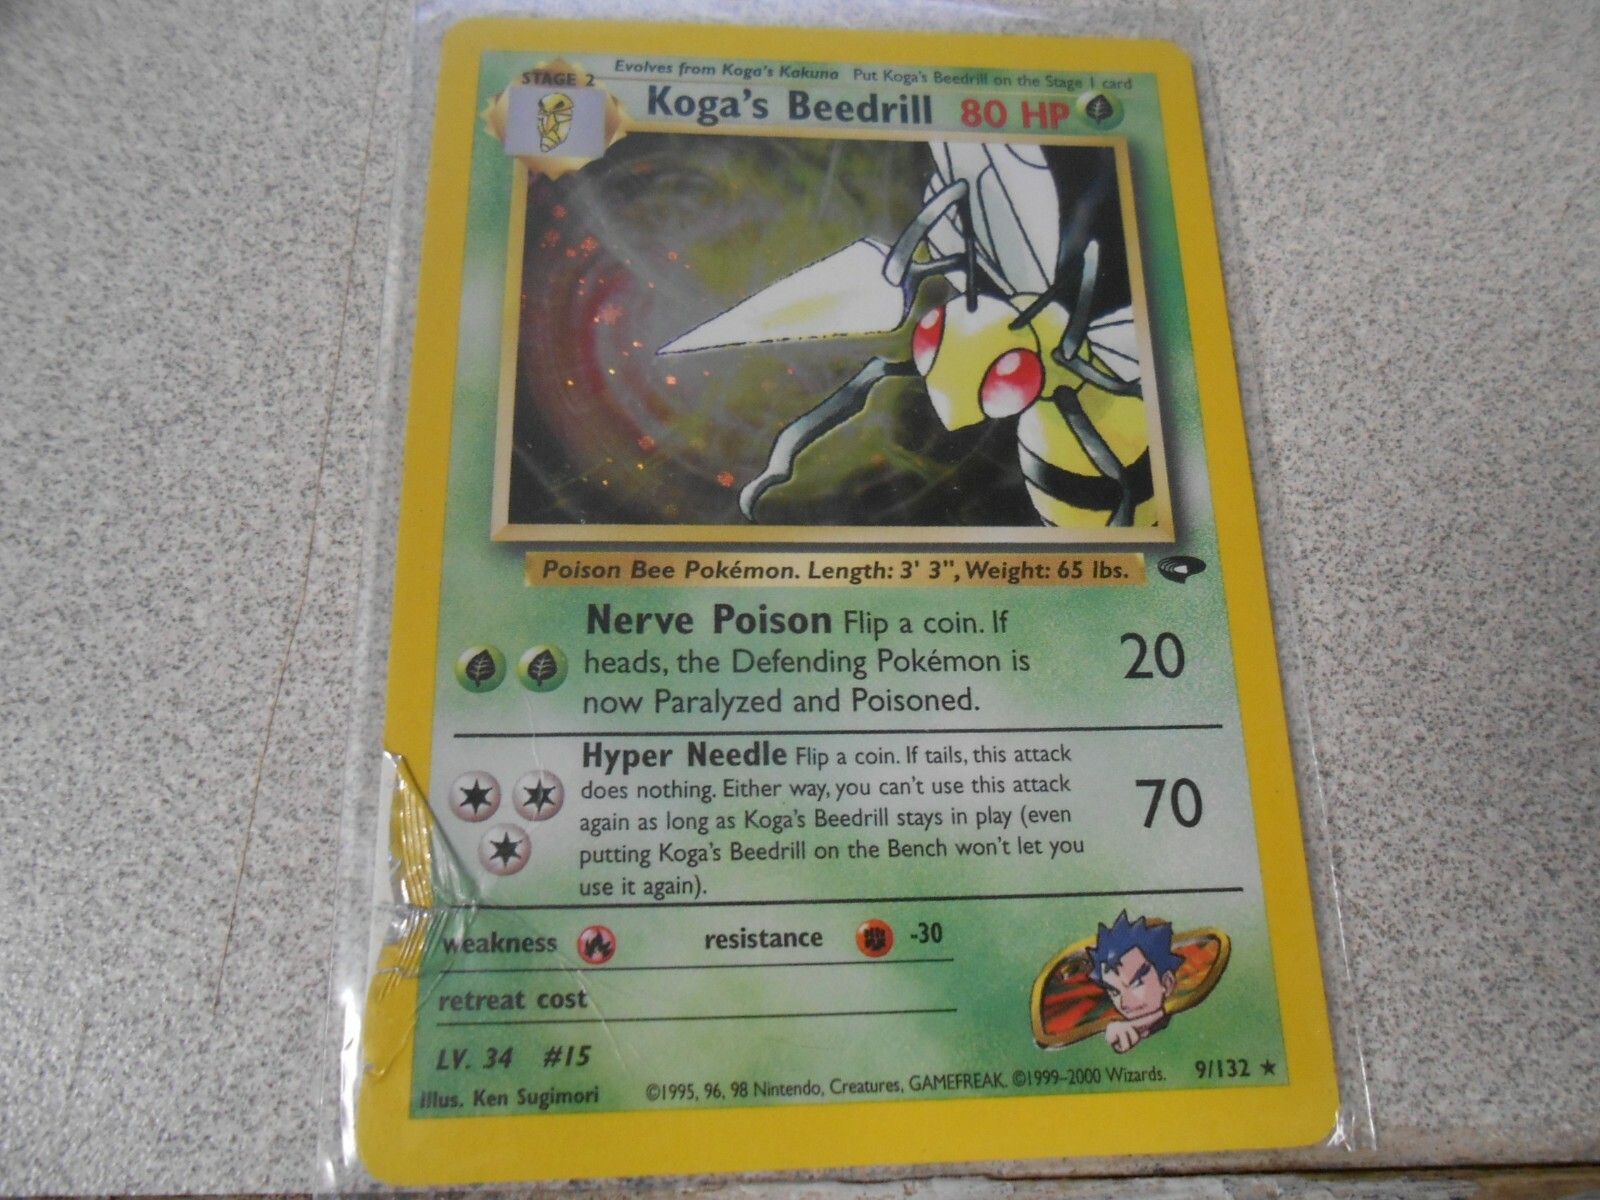 Evolves from Koga's Kakuna Put Koga's Beedrill on the Stage 1 card
STAGE 2
Koga's Beedrill 80 HP
Poison Bee Pokémon. Length: 3' 3", Weight: 65 lbs.
Nerve Poison Flip a coin. If
heads, the Defending Pokémon is
now Paralyzed and Poisoned.
20
Hyper Needle Flip a coin. If tails, this attack
does nothing. Either way, you can't use this attack
again as long as Koga's Beedrill stays in play (even
putting Koga's Beedrill on the Bench won't let you
use it again).
70
weakness resistance -30
retreat cost
LV. 34 #15
Illus. Ken Sugimori
©1995, 96, 98 Nintendo, Creatures, GAMEFREAK. ©1999–2000 Wizards.
9/132 ★